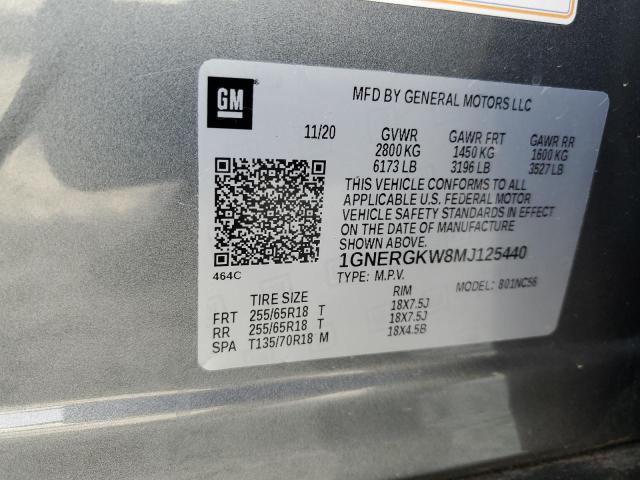 GM
MFD BY GENERAL MOTORS LLC
11/20 GVWR GAWR FRT GAWR RR
2800 KG 1450 KG 1600 KG
6173 LB 3196 LB 3527 LB
THIS VEHICLE CONFORMS TO ALL
APPLICABLE U.S. FEDERAL MOTOR
VEHICLE SAFETY STANDARDS IN EFFECT
ON THE DATE OF MANUFACTURE
SHOWN ABOVE.
464C
1GNERGKW8MJ125440
TYPE: M.P.V. MODEL: 801NC56
TIRE SIZE RIM
FRT 255/65R18 T 18X7.5J
RR 255/65R18 T 18X7.5J
SPA T135/70R18 M 18X4.5B